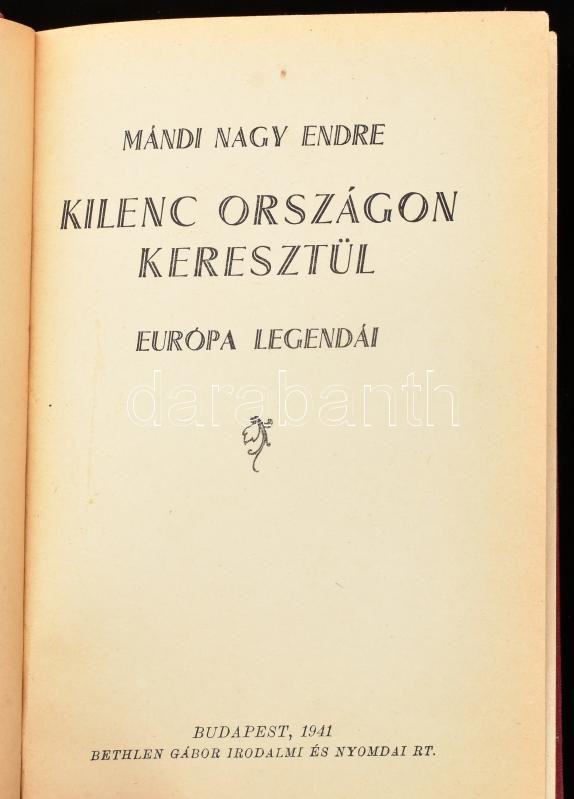 MÁNDI NAGY ENDRE
KILENC ORSZÁGON
KERESZTÜL
EURÓPA LEGENDÁI
darabanth
BUDAPEST, 1941
BETHLEN GÁBOR IRODALMI ÉS NYOMDAI RT.